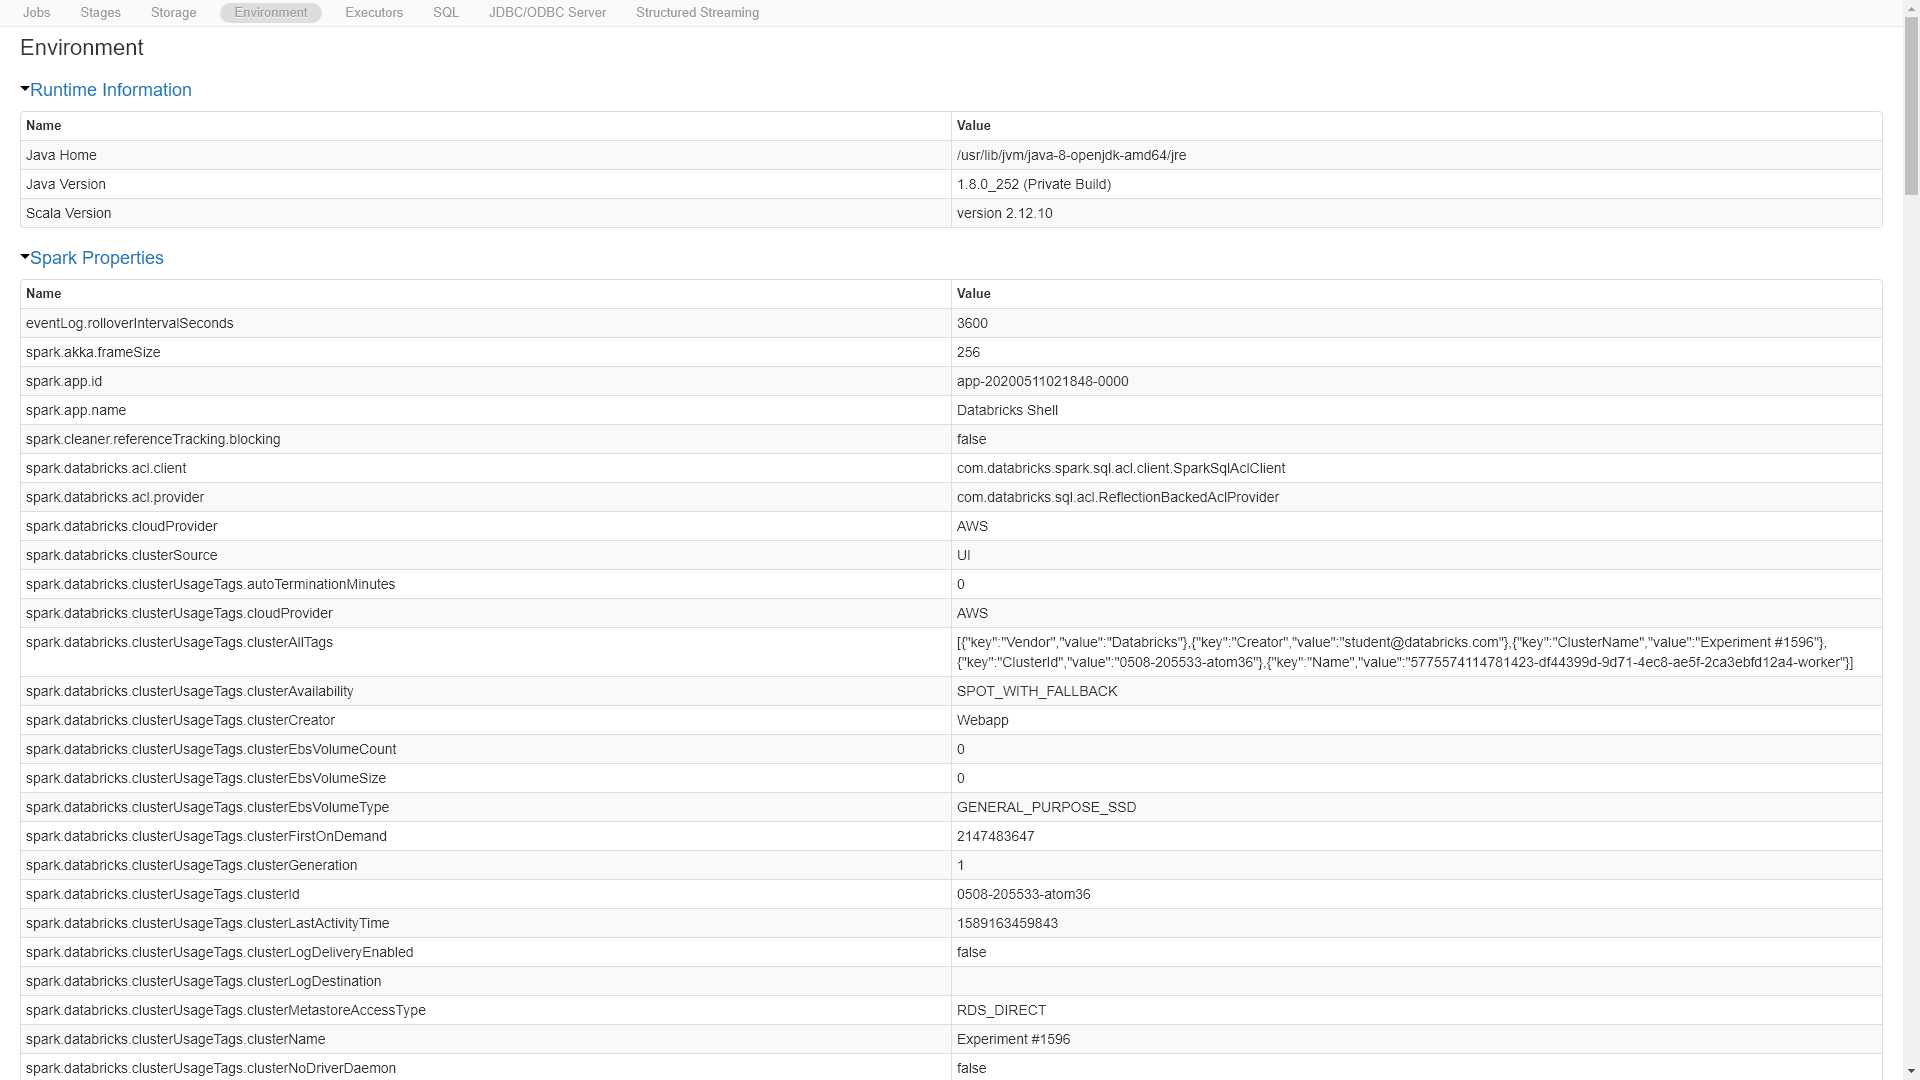 Jobs Stages Storage Environment Executors SQL JDBC/ODBC Server Structured Streaming
Environment
Runtime Information
Name Value
Java Home /usr/lib/jvm/java-8-openjdk-amd64/jre
Java Version 1.8.0_252 (Private Build)
Scala Version version 2.12.10
Spark Properties
Name Value
eventLog.rolloverIntervalSeconds 3600
spark.akka.frameSize 256
spark.app.id app-20200511021848-0000
spark.app.name Databricks Shell
spark.cleaner.referenceTracking.blocking false
spark.databricks.acl.client com.databricks.spark.sql.acl.client.SparkSqlAclClient
spark.databricks.acl.provider com.databricks.sql.acl.ReflectionBackedAclProvider
spark.databricks.cloudProvider AWS
spark.databricks.clusterSource UI
spark.databricks.clusterUsageTags.autoTerminationMinutes 0
spark.databricks.clusterUsageTags.cloudProvider AWS
spark.databricks.clusterUsageTags.clusterAllTags [{"key":"Vendor","value":"Databricks"},{"key":"Creator","value":"student@databricks.com"},{"key":"ClusterName","value":"Experiment #1596"},
{"key":"ClusterId","value":"0508-205533-atom36"},{"key":"Name","value":"5775574114781423-df44399d-9d71-4ec8-ae5f-2ca3ebfd12a4-worker"}]
spark.databricks.clusterUsageTags.clusterAvailability SPOT_WITH_FALLBACK
spark.databricks.clusterUsageTags.clusterCreator Webapp
spark.databricks.clusterUsageTags.clusterEbsVolumeCount 0
spark.databricks.clusterUsageTags.clusterEbsVolumeSize 0
spark.databricks.clusterUsageTags.clusterEbsVolumeType GENERAL_PURPOSE_SSD
spark.databricks.clusterUsageTags.clusterFirstOnDemand 2147483647
spark.databricks.clusterUsageTags.clusterGeneration 1
spark.databricks.clusterUsageTags.clusterId 0508-205533-atom36
spark.databricks.clusterUsageTags.clusterLastActivityTime 1589163459843
spark.databricks.clusterUsageTags.clusterLogDeliveryEnabled false
spark.databricks.clusterUsageTags.clusterLogDestination
spark.databricks.clusterUsageTags.clusterMetastoreAccessType RDS_DIRECT
spark.databricks.clusterUsageTags.clusterName Experiment #1596
spark.databricks.clusterUsageTags.clusterNoDriverDaemon false